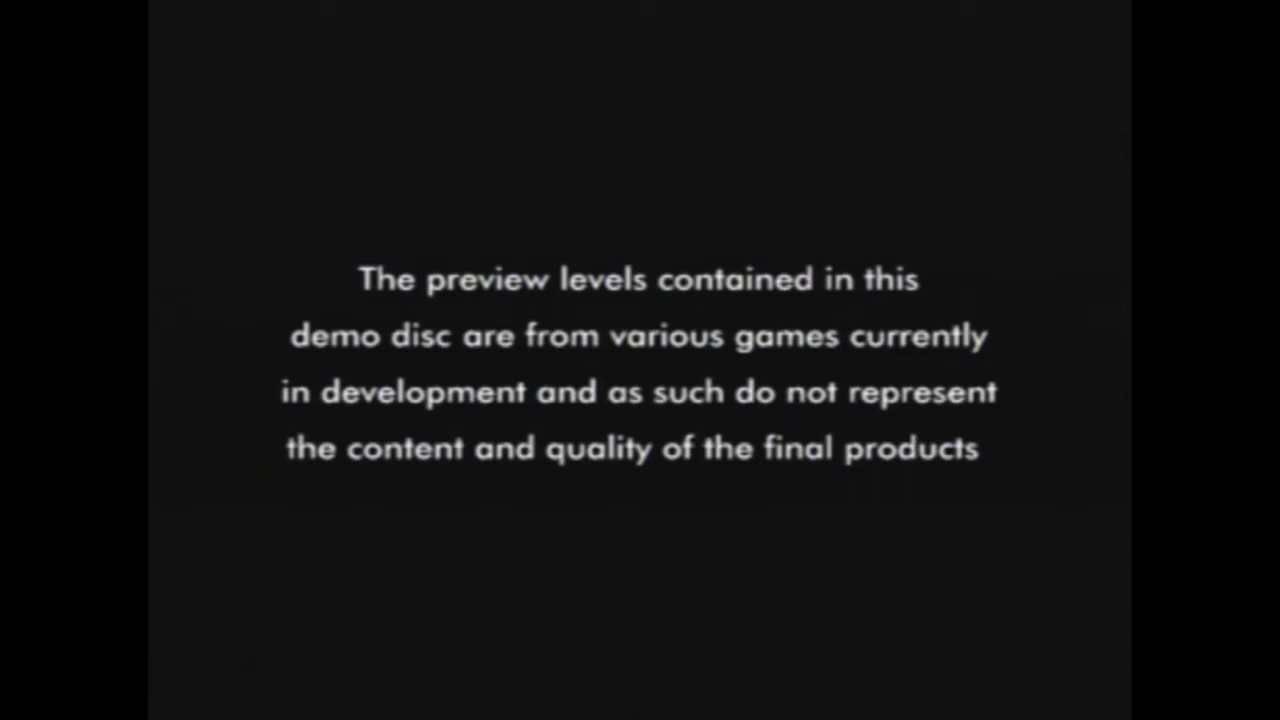 The preview levels contained in this
demo disc are from various games currently
in development and as such do not represent
the content and quality of the final products